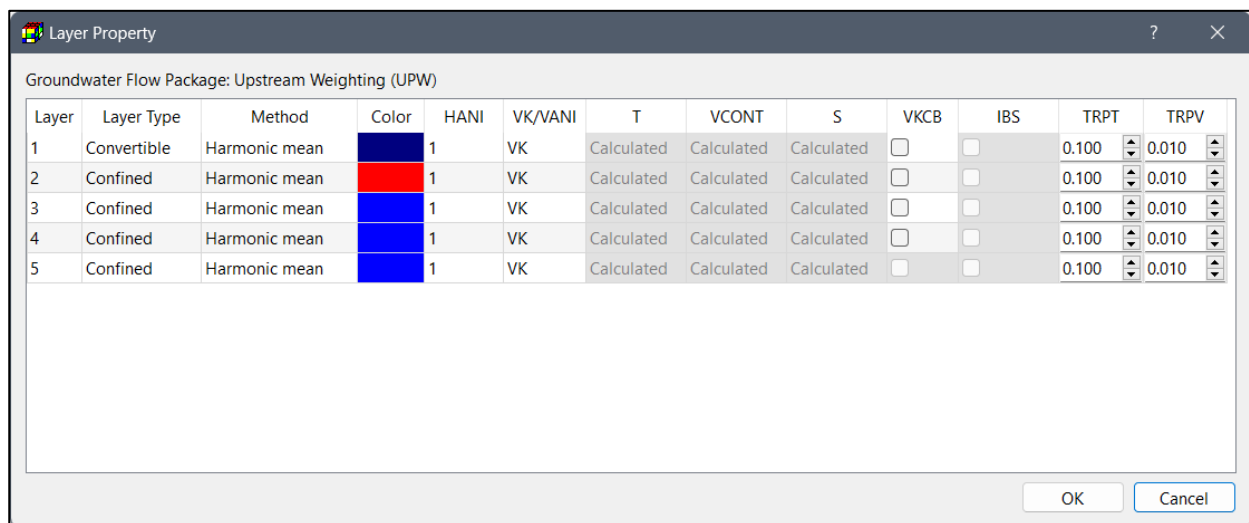 Layer Property ?
Groundwater Flow Package: Upstream Weighting (UPW)
Layer Layer Type Method Color HANI VK/VANI T VCONT S VKCB IBS TRPT TRPV
1 Convertible Harmonic mean 1 VK Calculated Calculated Calculated 0.100 0.010
2 Confined Harmonic mean 1 VK Calculated Calculated Calculated 0.100 0.010
3 Confined Harmonic mean 1 VK Calculated Calculated Calculated 0.100 0.010
4 Confined Harmonic mean 1 VK Calculated Calculated Calculated 0.100 0.010
5 Confined Harmonic mean 1 VK Calculated Calculated Calculated 0.100 0.010
OK Cancel